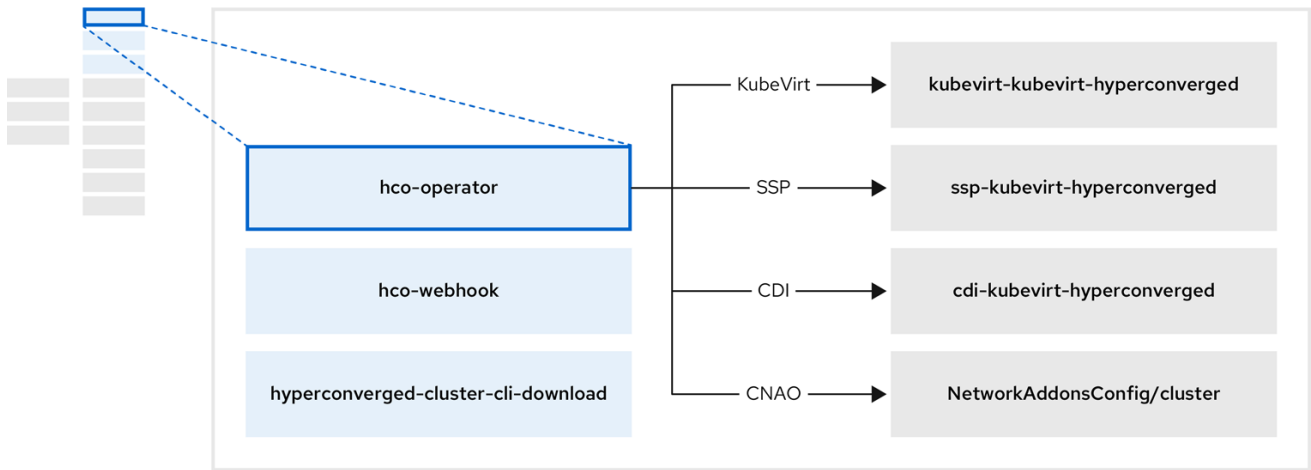 KubeVirt
kubevirt-kubevirt-hyperconverged
hco-operator
SSP
ssp-kubevirt-hyperconverged
hco-webhook
CDI
cdi-kubevirt-hyperconverged
hyperconverged-cluster-cli-download
CNAO
NetworkAddonsConfig/cluster